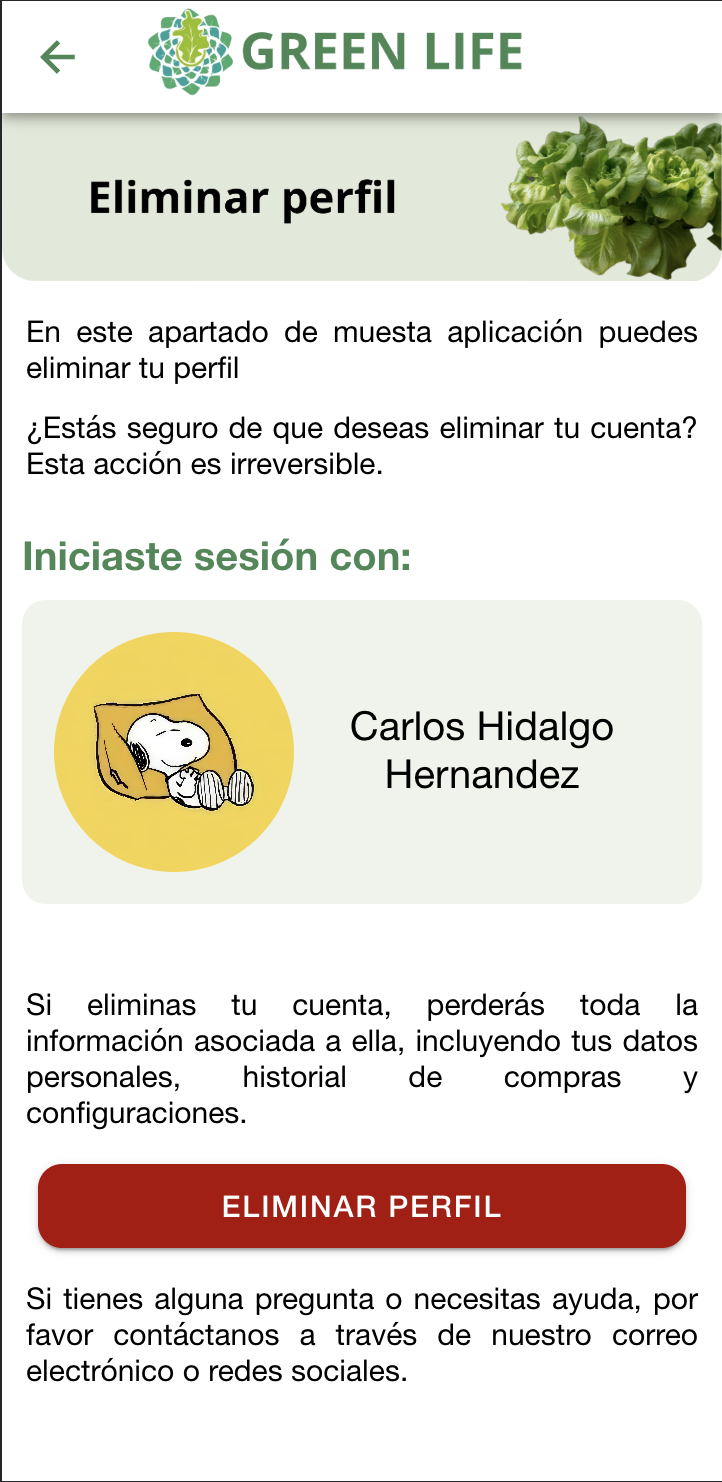 GREEN LIFE
Eliminar perfil
En este apartado de muesta aplicación puedes
eliminar tu perfil
¿Estás seguro de que deseas eliminar tu cuenta?
Esta acción es irreversible.
Iniciaste sesión con:
Carlos Hidalgo
Hernandez
Si eliminas tu cuenta, perderás toda la
información asociada a ella, incluyendo tus datos
personales, historial de compras y
configuraciones.
ELIMINAR PERFIL
Si tienes alguna pregunta o necesitas ayuda, por
favor contáctanos a través de nuestro correo
electrónico o redes sociales.